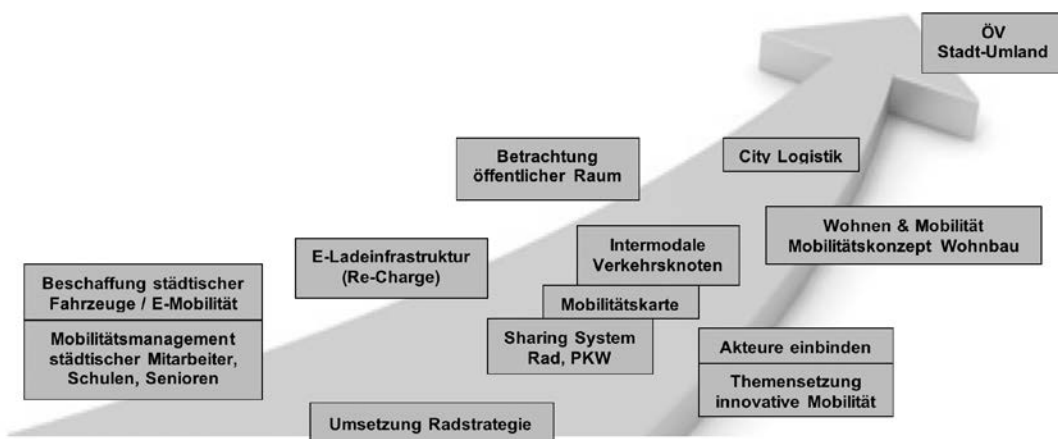 ÖV
Stadt-Umland
Betrachtung
öffentlicher Raum
City Logistik
Wohnen & Mobilität
Mobilitätskonzept Wohnbau
Intermodale
Verkehrsknoten
E-Ladeinfrastruktur
(Re-Charge)
Beschaffung städtischer
Fahrzeuge / E-Mobilität
Mobilitätskarte
Mobilitätsmanagement
städtischer Mitarbeiter,
Schulen, Senioren
Sharing System
Rad, PKW
Akteure einbinden
Themensetzung
innovative Mobilität
Umsetzung Radstrategie